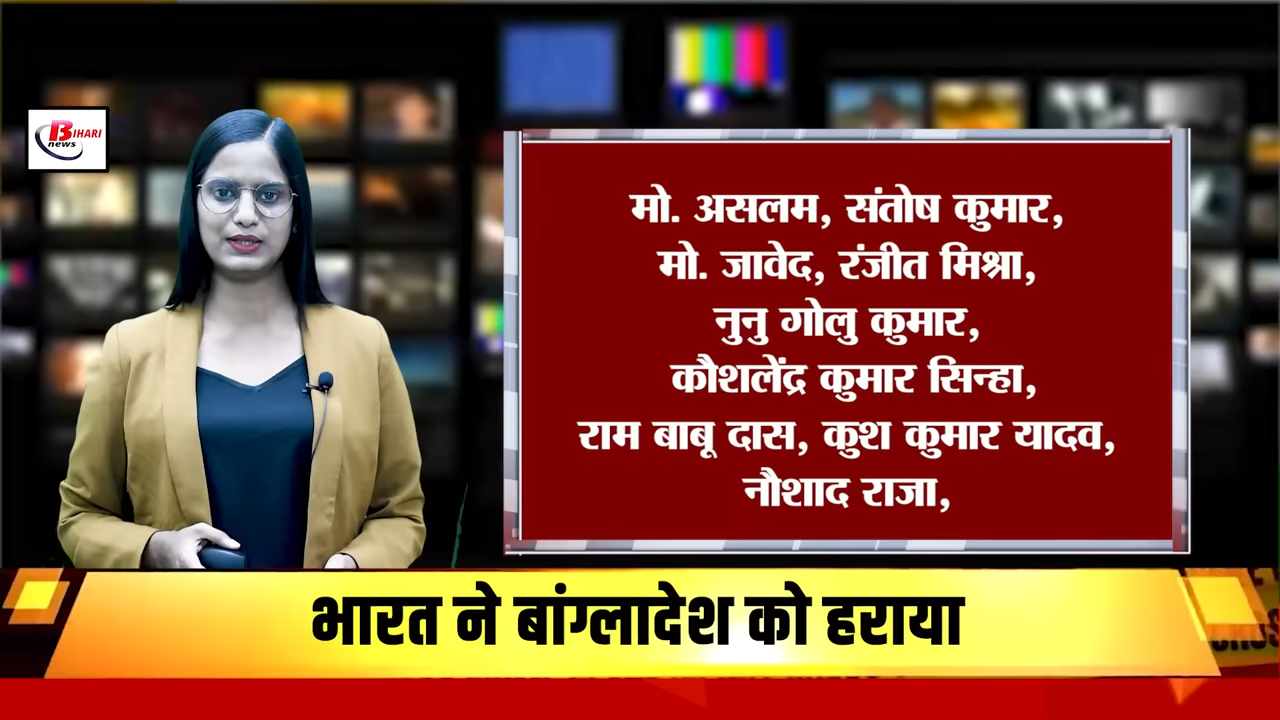 BIHARI
news
मो. असलम, संतोष कुमार,
मो. जावेद, रंजीत मिश्रा,
नुनु गोलु कुमार,
कौशलेंद्र कुमार सिन्हा,
राम बाबू दास, कुश कुमार यादव,
नौशाद राजा,
भारत ने बांग्लादेश को हराया